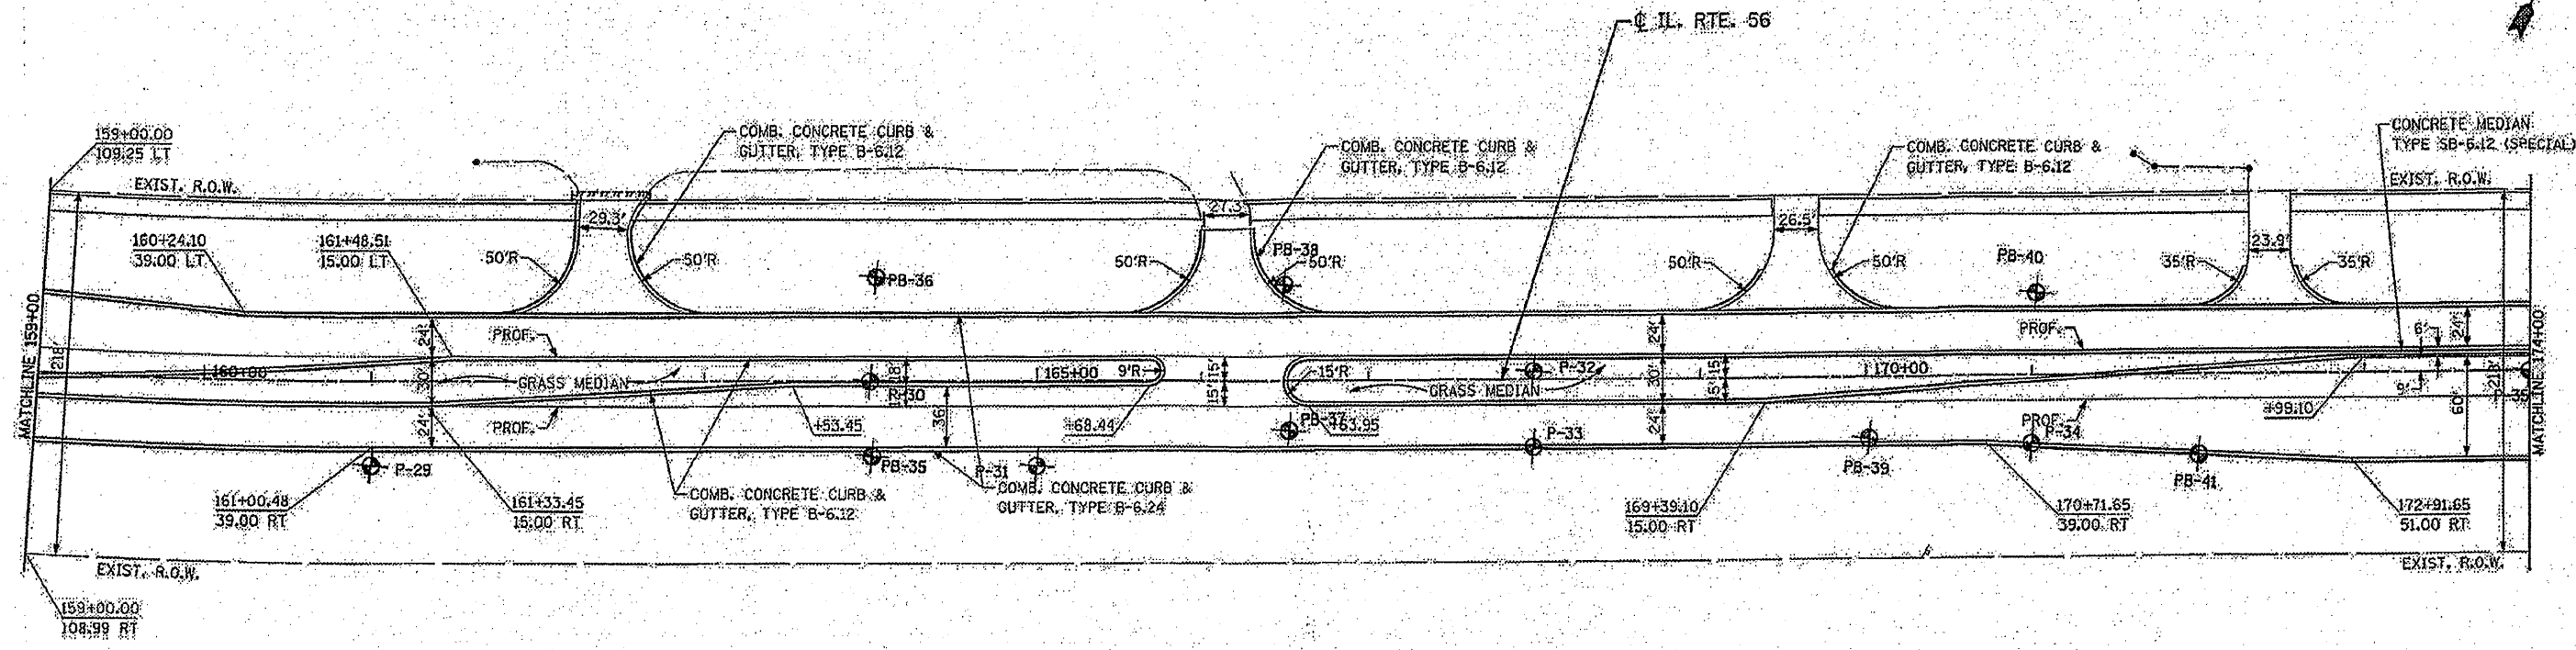 ℄ IL. RTE. 56
159+00.00
109.25 LT
COMB. CONCRETE CURB &
GUTTER, TYPE B-6.12
COMB. CONCRETE CURB &
GUTTER, TYPE B-6.12
COMB. CONCRETE CURB &
GUTTER, TYPE B-6.12
CONCRETE MEDIAN
TYPE SB-6.12 (SPECIAL)
EXIST. R.O.W.
EXIST. R.O.W.
29.3'
27.3'
26.5'
23.9'
160+24.10
39.00 LT
161+48.51
15.00 LT
50'R
50'R
50'R
50'R
50'R
50'R
35'R
35'R
PB-36
PB-38
PB-40
MATCHLINE 159+00
218'
24'
PROF.
24'
PROF.
6'
24'
160+00
30'
GRASS MEDIAN
18'
165+00
9'R
15'
15'
15'R
P-32
GRASS MEDIAN
30'
15'
15'
170+00
9'
218'
P-35
MATCHLINE 174+00
P-30
24'
PROF.
+53.45
36'
+68.44
PB-37
+63.95
24'
PROF.
+99.10
60'
P-29
PB-35
P-31
P-33
PB-39
P-34
PB-41
161+00.48
39.00 RT
161+33.45
15.00 RT
COMB. CONCRETE CURB &
GUTTER, TYPE B-6.12
COMB. CONCRETE CURB &
GUTTER, TYPE B-6.24
169+39.10
15.00 RT
170+71.65
39.00 RT
172+91.65
51.00 RT
EXIST. R.O.W.
EXIST. R.O.W.
159+00.00
108.99 RT